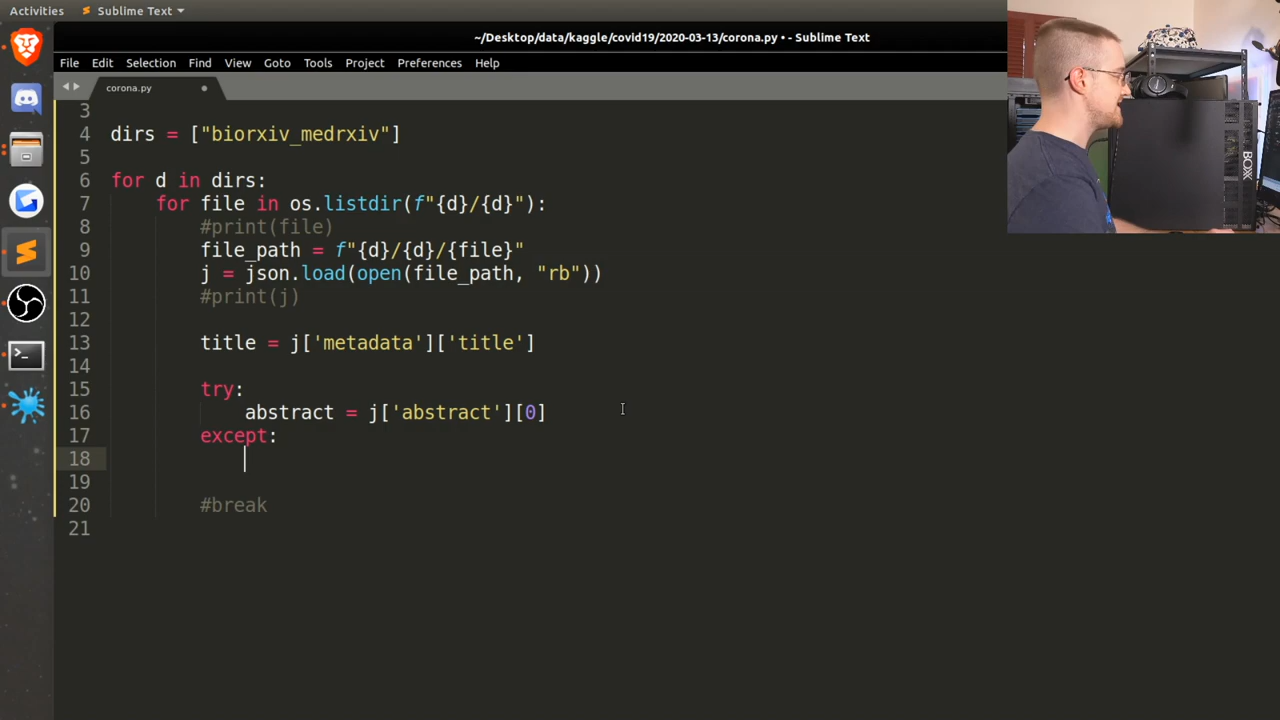 Activities
Sublime Text
~/Desktop/data/kaggle/covid19/2020-03-13/corona.py • - Sublime Text
File Edit Selection Find View Goto Tools Project Preferences Help
corona.py
3
4 dirs = ["biorxiv_medrxiv"]
5
6 for d in dirs:
7 for file in os.listdir(f"{d}/{d}"):
8 #print(file)
9 file_path = f"{d}/{d}/{file}"
10 j = json.load(open(file_path, "rb"))
11 #print(j)
12
13 title = j['metadata']['title']
14
15 try:
16 abstract = j['abstract'][0]
17 except:
18
19
20 #break
21
BOXX